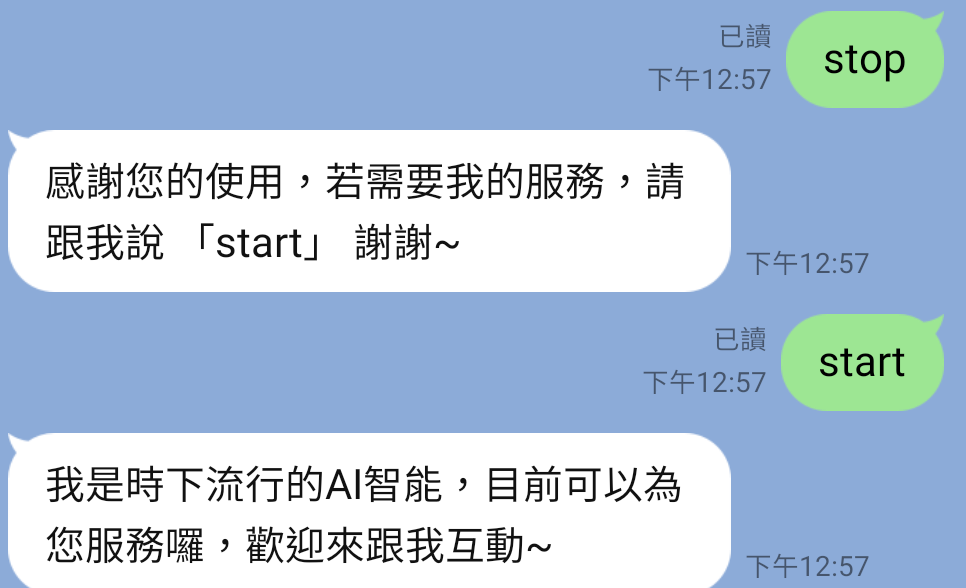 已讀
下午12:57
stop
感謝您的使用，若需要我的服務，請
跟我說 「start」 謝謝~
下午12:57
已讀
下午12:57
start
我是時下流行的AI智能，目前可以為
您服務囉，歡迎來跟我互動~
下午12:57